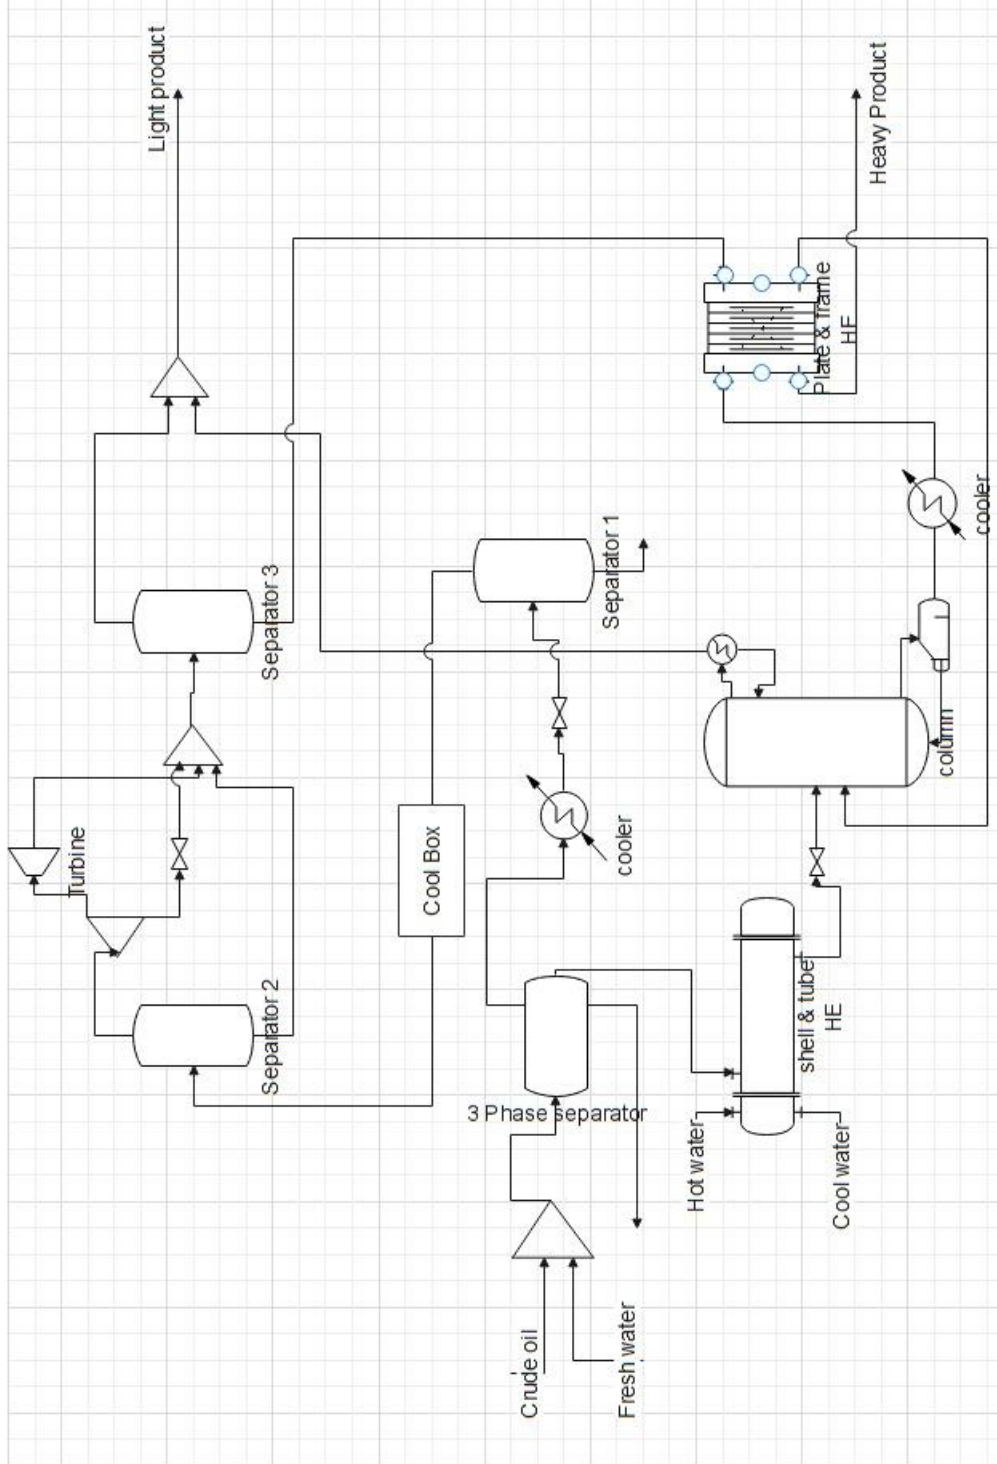 Light product
Heavy Product
Plate & frame
HE
cooler
Separator 1
Separator 3
column
Turbine
Cool Box
cooler
Separator 2
shell & tube
HE
3 Phase separator
Hot water
Cool water
Crude oil
Fresh water